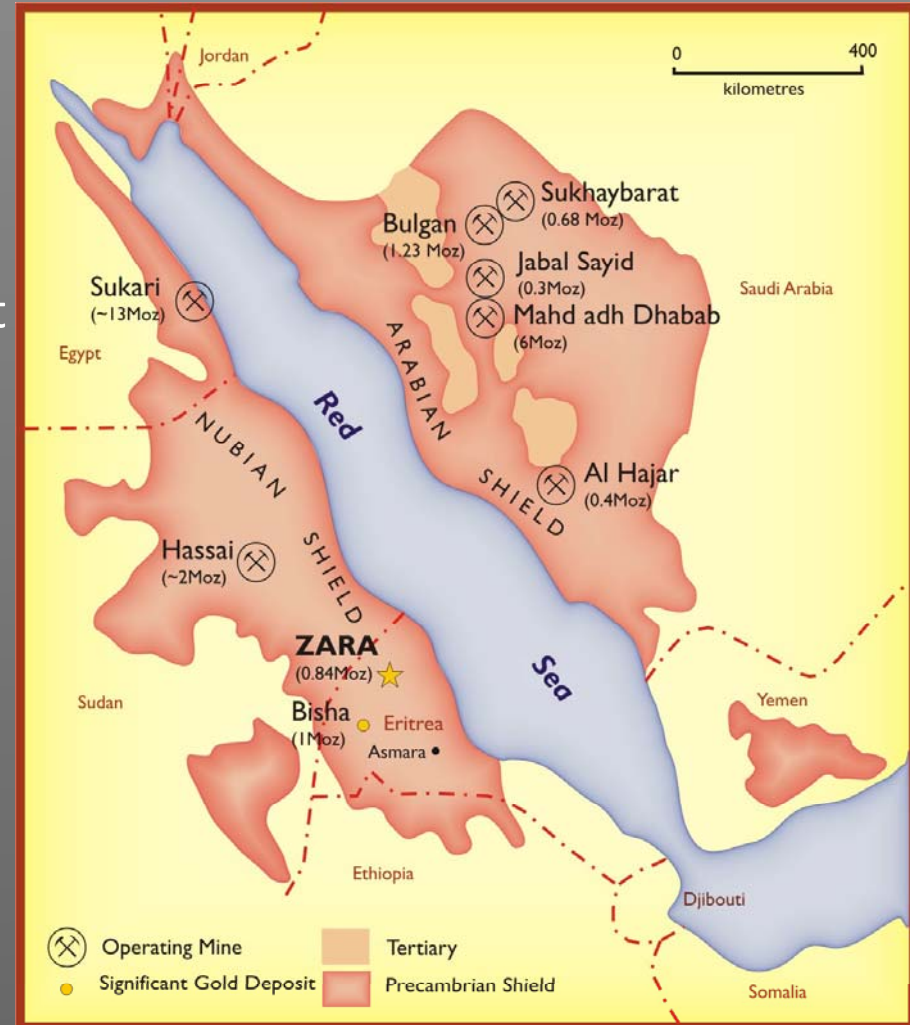 Jordan
0 400
kilometres
Sukhaybarat
(0.68 Moz)
Bulgan
(1.23 Moz)
Jabal Sayid
(0.3Moz)
Mahd adh Dhabab
(6Moz)
Saudi Arabia
Sukari
(~13Moz)
t
Egypt
ARABIAN
SHIELD
Red
Sea
NUBIAN
SHIELD
Al Hajar
(0.4Moz)
Hassai
(~2Moz)
ZARA
(0.84Moz)
Sudan
Bisha
(1Moz)
Eritrea
Asmara
Yemen
Ethiopia
Djibouti
Somalia
Operating Mine
Tertiary
Significant Gold Deposit
Precambrian Shield